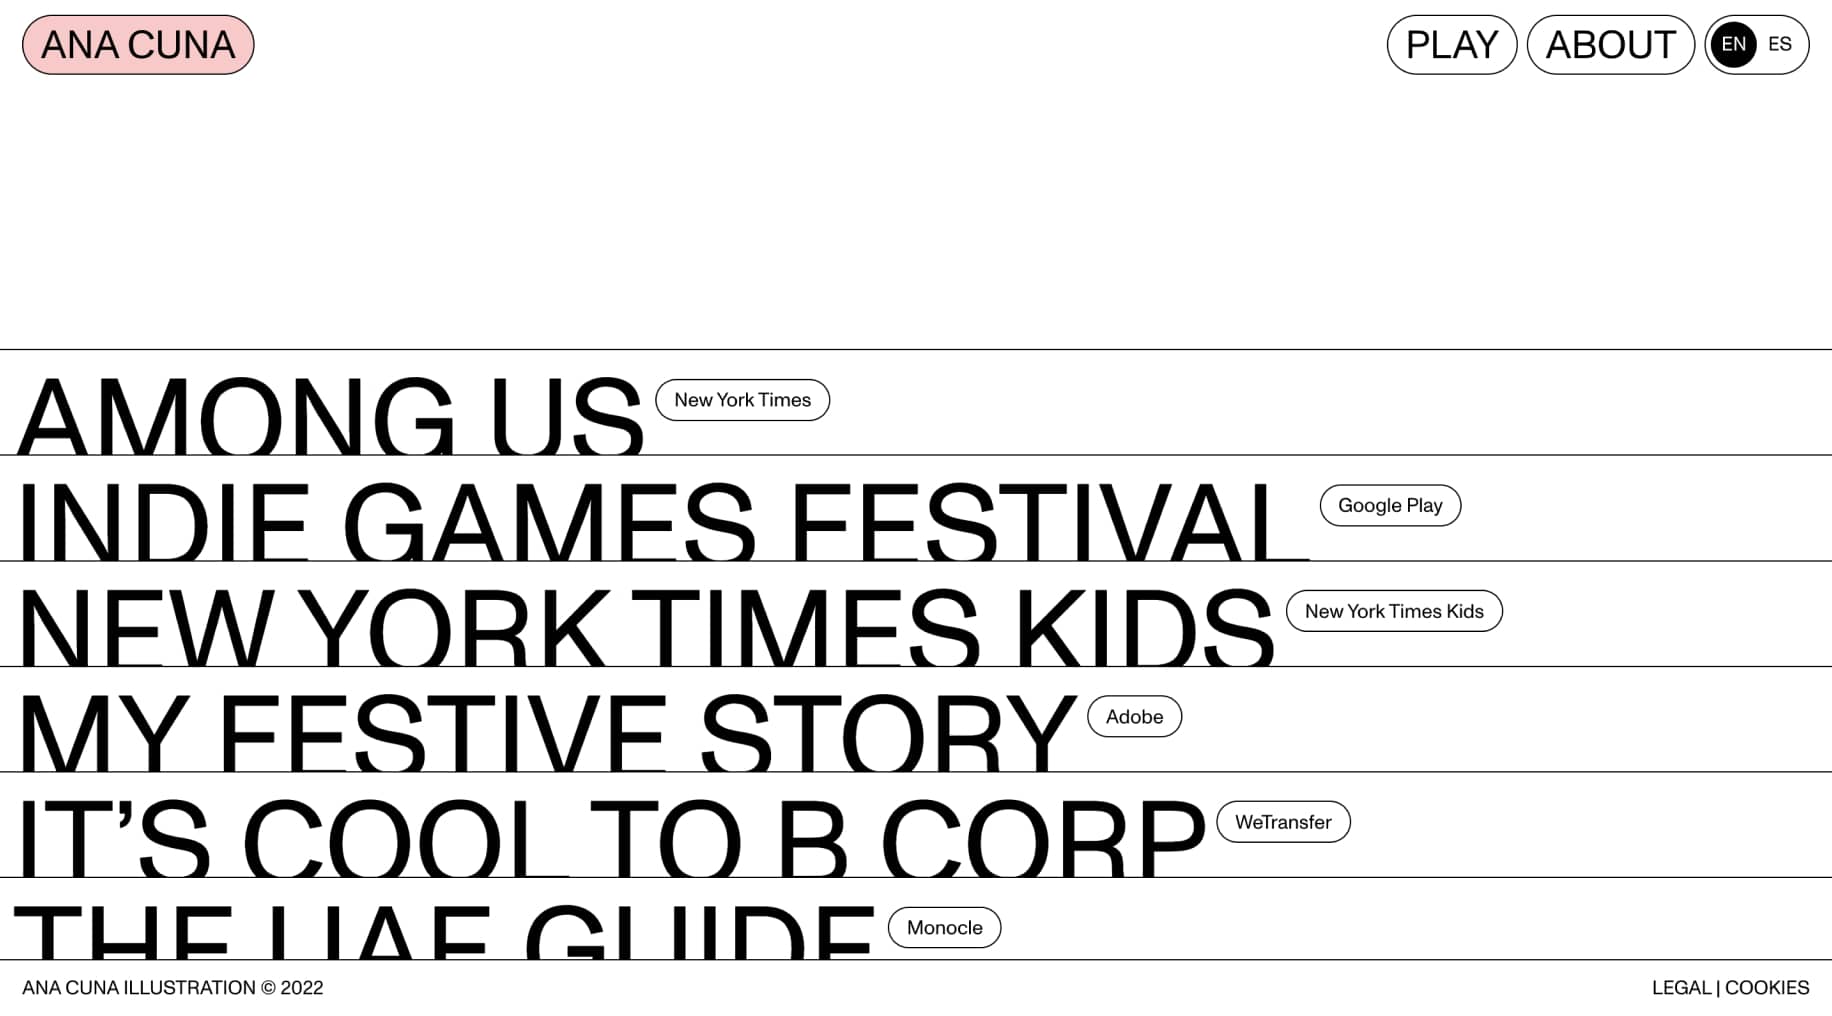 ANA CUNA PLAY ABOUT EN ES
AMONG US New York Times
INDIE GAMES FESTIVAL Google Play
NEW YORK TIMES KIDS New York Times Kids
MY FESTIVE STORY Adobe
IT’S COOL TO B CORP WeTransfer
THE UAE GUIDE Monocle
ANA CUNA ILLUSTRATION © 2022 LEGAL | COOKIES